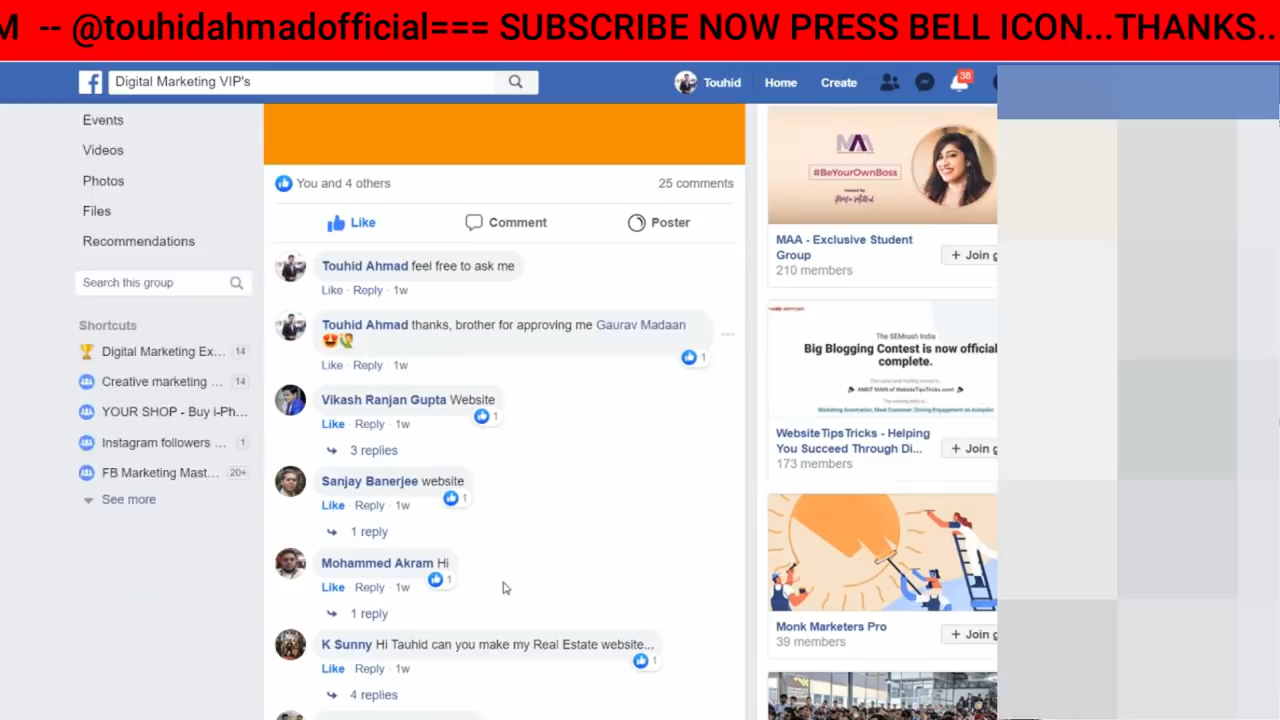 M -- @touhidahmadofficial=== SUBSCRIBE NOW PRESS BELL ICON...THANKS..
Digital Marketing VIP's
Touhid
Home
Create
38
Events
Videos
Photos
Files
Recommendations
Search this group
Shortcuts
Digital Marketing Ex... 14
Creative marketing ... 14
YOUR SHOP - Buy i-Ph...
Instagram followers ... 1
FB Marketing Mast... 20+
See more
You and 4 others
25 comments
Like
Comment
Poster
Touhid Ahmad feel free to ask me
Like · Reply · 1w
Touhid Ahmad thanks, brother for approving me Gaurav Madaan
1
Like · Reply · 1w
Vikash Ranjan Gupta Website
1
Like · Reply · 1w
3 replies
Sanjay Banerjee website
1
Like · Reply · 1w
1 reply
Mohammed Akram Hi
1
Like · Reply · 1w
1 reply
K Sunny Hi Tauhid can you make my Real Estate website...
1
Like · Reply · 1w
4 replies
MAA
#BeYourOwnBoss
MAA - Exclusive Student
Group
+ Join g
210 members
The SEMrush India
Big Blogging Contest is now official
complete.
ANKIT MAIN of WebsiteTipsTricks.com!
WebsiteTipsTricks - Helping
You Succeed Through Di...
+ Join g
173 members
Monk Marketers Pro
+ Join g
39 members